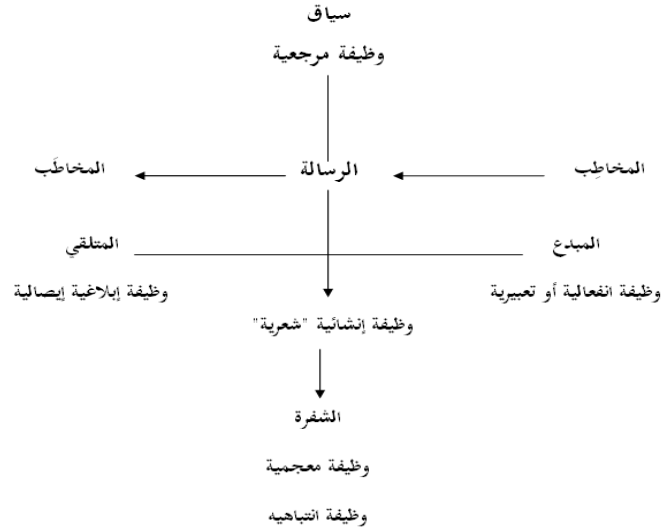 سياق
وظيفة مرجعية
المخاطِب
الرسالة
المخاطَب
المبدع
المتلقي
وظيفة انفعالية أو تعبيرية
وظيفة إبلاغية إيصالية
وظيفة إنشائية "شعرية"
الشفرة
وظيفة معجمية
وظيفة انتباهيه